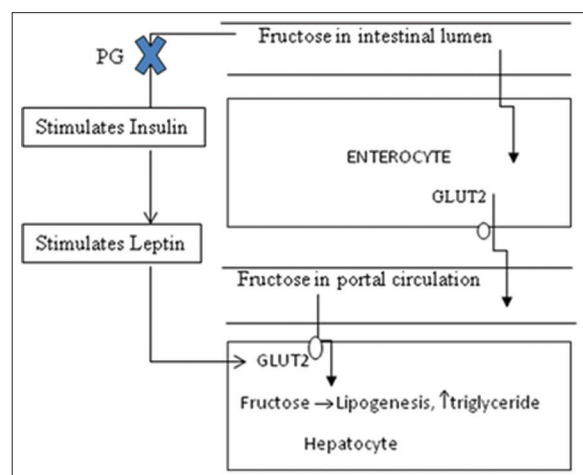 Fructose in intestinal lumen
PG
Stimulates Insulin
ENTEROCYTE
GLUT2
Stimulates Leptin
Fructose in portal circulation
GLUT2
Fructose →Lipogenesis, ↑triglyceride
Hepatocyte